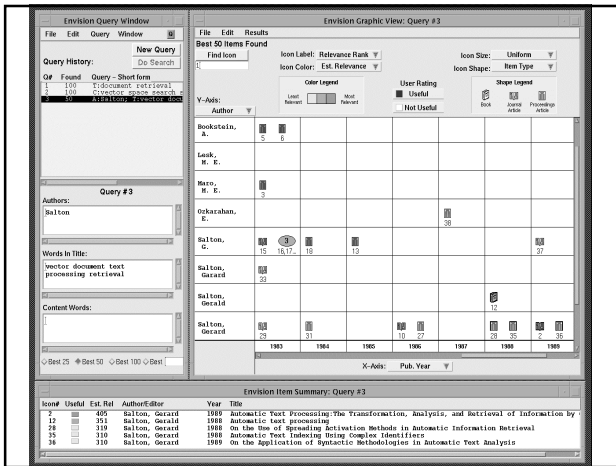 Envision Query Window
File Edit Query Window
New Query
Query History:
Do Search
Q# Found Query - Short form
1 100 T:document retrieval
2 100 C:vector space search s
3 50 A:Salton; T:vector docu
Query #3
Authors:
Salton
Words In Title:
vector document text
processing retrieval
Content Words:
Best 25 Best 50 Best 100 Best
Envision Graphic View: Query #3
File Edit Results
Best 50 Items Found
Find Icon
Icon Label: Relevance Rank
Icon Size: Uniform
Icon Color: Est. Relevance
Icon Shape: Item Type
Color Legend
Least Relevant
Most Relevant
User Rating
Useful
Not Useful
Shape Legend
Book
Journal Article
Proceedings Article
Y-Axis:
Author
Bookstein, A.
5 6
Lesk, M. E.
Maro, M. E.
3
Ozkarahan, E.
38
Salton, G.
3
15 16,17.. 18 13 37
Salton, Garard
33
Salton, Gerald
12
Salton, Gerard
29 31 10 27 28 35 2 36
1983 1984 1985 1986 1987 1988 1989
X-Axis: Pub. Year
Envision Item Summary: Query #3
Icon# Useful Est. Rel Author/Editor Year Title
2 405 Salton, Gerard 1989 Automatic Text Processing:The Transformation, Analysis, and Retrieval of Information by
12 351 Salton, Gerald 1988 Automatic text processing
28 319 Salton, Gerard 1988 On the Use of Spreading Activation Methods in Automatic Information Retrieval
35 310 Salton, Gerard 1988 Automatic Text Indexing Using Complex Identifiers
36 310 Salton, Gerard 1989 On the Application of Syntactic Methodologies in Automatic Text Analysis